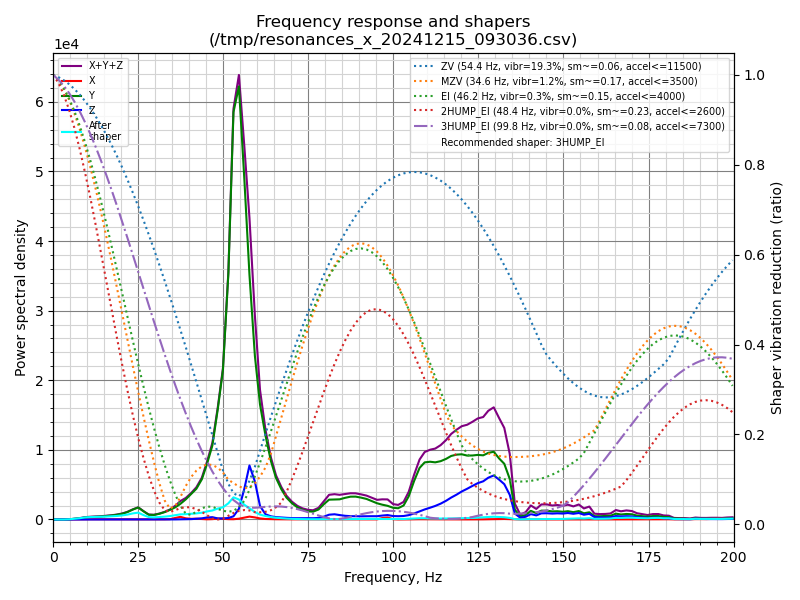 Frequency response and shapers
(/tmp/resonances_x_20241215_093036.csv)
1e4
X+Y+Z
X
Y
Z
After
shaper
ZV (54.4 Hz, vibr=19.3%, sm~=0.06, accel<=11500)
MZV (34.6 Hz, vibr=1.2%, sm~=0.17, accel<=3500)
EI (46.2 Hz, vibr=0.3%, sm~=0.15, accel<=4000)
2HUMP_EI (48.4 Hz, vibr=0.0%, sm~=0.23, accel<=2600)
3HUMP_EI (99.8 Hz, vibr=0.0%, sm~=0.08, accel<=7300)
Recommended shaper: 3HUMP_EI
6
5
4
3
2
1
0
Power spectral density
1.0
0.8
0.6
0.4
0.2
0.0
Shaper vibration reduction (ratio)
0 25 50 75 100 125 150 175 200
Frequency, Hz